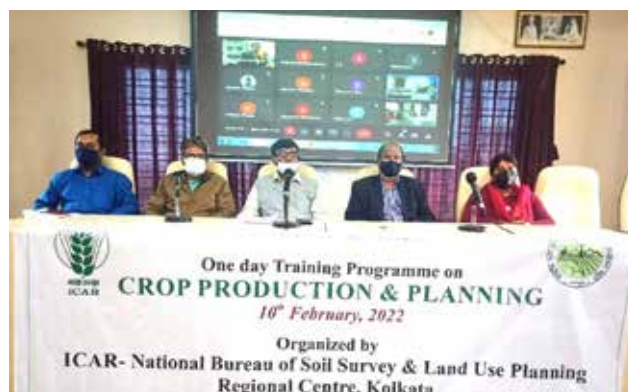 ICAR
One day Training Programme on
CROP PRODUCTION & PLANNING
10th February, 2022
Organized by
ICAR- National Bureau of Soil Survey & Land Use Planning
Regional Centre, Kolkata